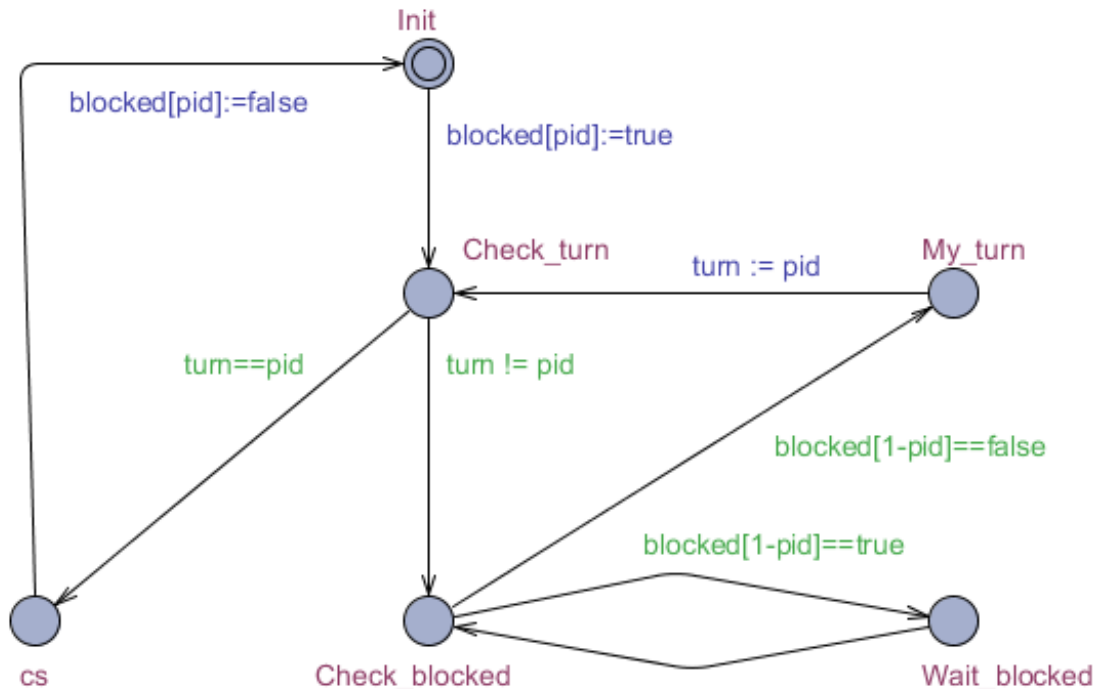 Init
blocked[pid]:=false
blocked[pid]:=true
Check_turn
My_turn
turn := pid
turn==pid
turn != pid
blocked[1-pid]==false
blocked[1-pid]==true
cs
Check_blocked
Wait_blocked